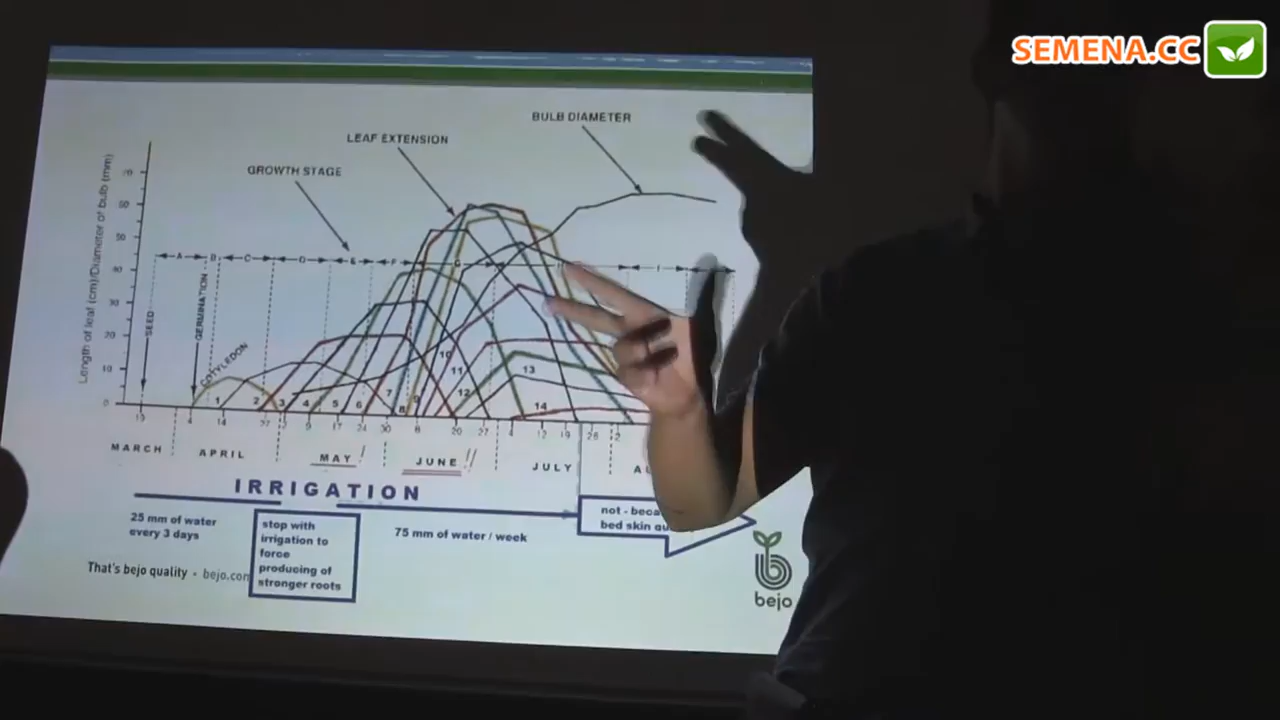 SEMENA.CC
BULB DIAMETER
LEAF EXTENSION
GROWTH STAGE
Length of leaf (cm)/Diameter of bulb (mm)
70
60
50
40
30
20
10
0
A B C D E F G I
SEED
GERMINATION
COTYLEDON
1 2 3 4 5 6 7 8 9 10 11 12 13 14
13 4 14 27 9 17 24 30 8 20 27 4 12 19 26 2
MARCH APRIL MAY ! JUNE !! JULY
IRRIGATION
25 mm of water
every 3 days
stop with
irrigation to
force
producing of
stronger roots
75 mm of water / week
not -
bed skin
That's bejo quality • bejo.com
bejo